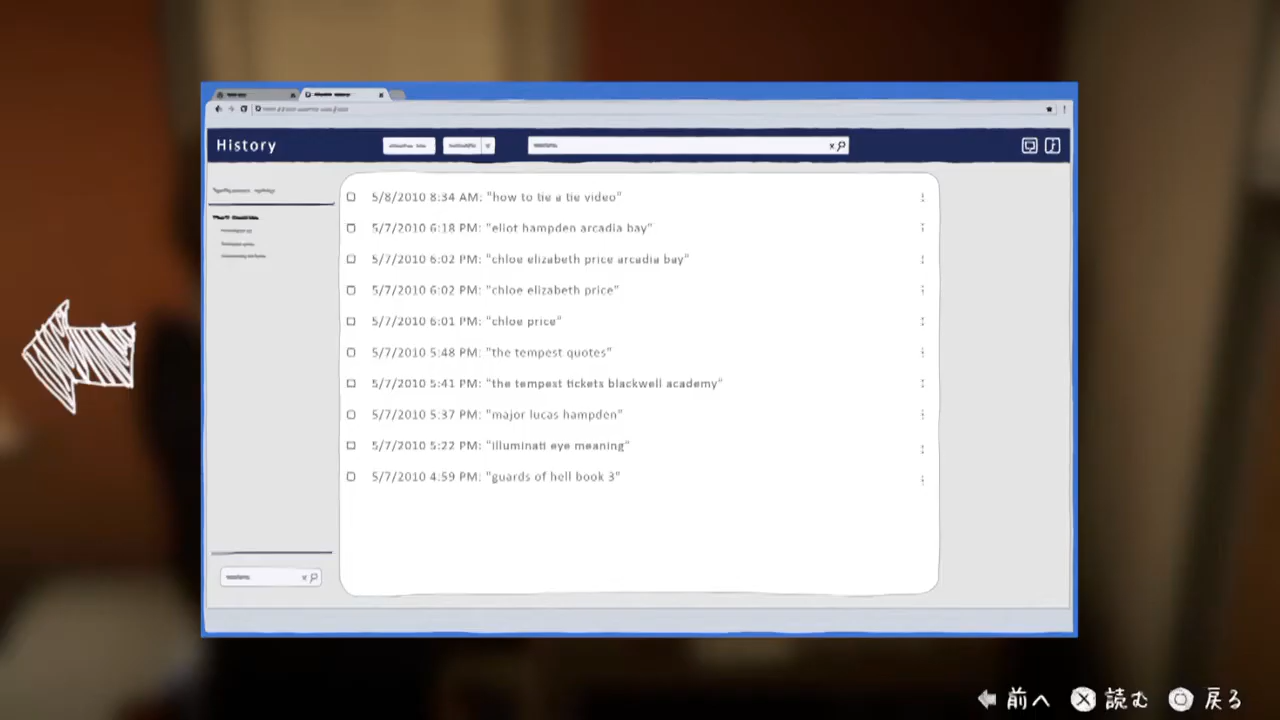 History
5/8/2010 8:34 AM: "how to tie a tie video"
5/7/2010 6:18 PM: "eliot hampden arcadia bay"
5/7/2010 6:02 PM: "chloe elizabeth price arcadia bay"
5/7/2010 6:02 PM: "chloe elizabeth price"
5/7/2010 6:01 PM: "chloe price"
5/7/2010 5:48 PM: "the tempest quotes"
5/7/2010 5:41 PM: "the tempest tickets blackwell academy"
5/7/2010 5:37 PM: "major lucas hampden"
5/7/2010 5:22 PM: "illuminati eye meaning"
5/7/2010 4:59 PM: "guards of hell book 3"
前へ 読む 戻る